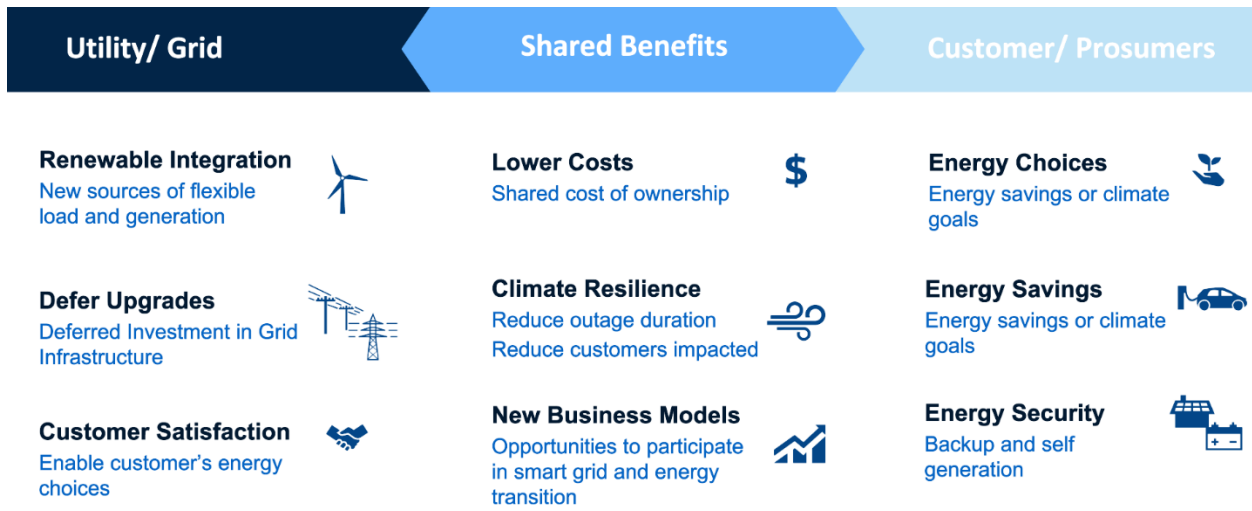 Utility/ Grid
Shared Benefits
Customer/ Prosumers
Renewable Integration
New sources of flexible
load and generation
Defer Upgrades
Deferred Investment in Grid
Infrastructure
Customer Satisfaction
Enable customer's energy
choices
Lower Costs
Shared cost of ownership
$
Climate Resilience
Reduce outage duration
Reduce customers impacted
New Business Models
Opportunities to participate
in smart grid and energy
transition
Energy Choices
Energy savings or climate
goals
Energy Savings
Energy savings or climate
goals
Energy Security
Backup and self
generation